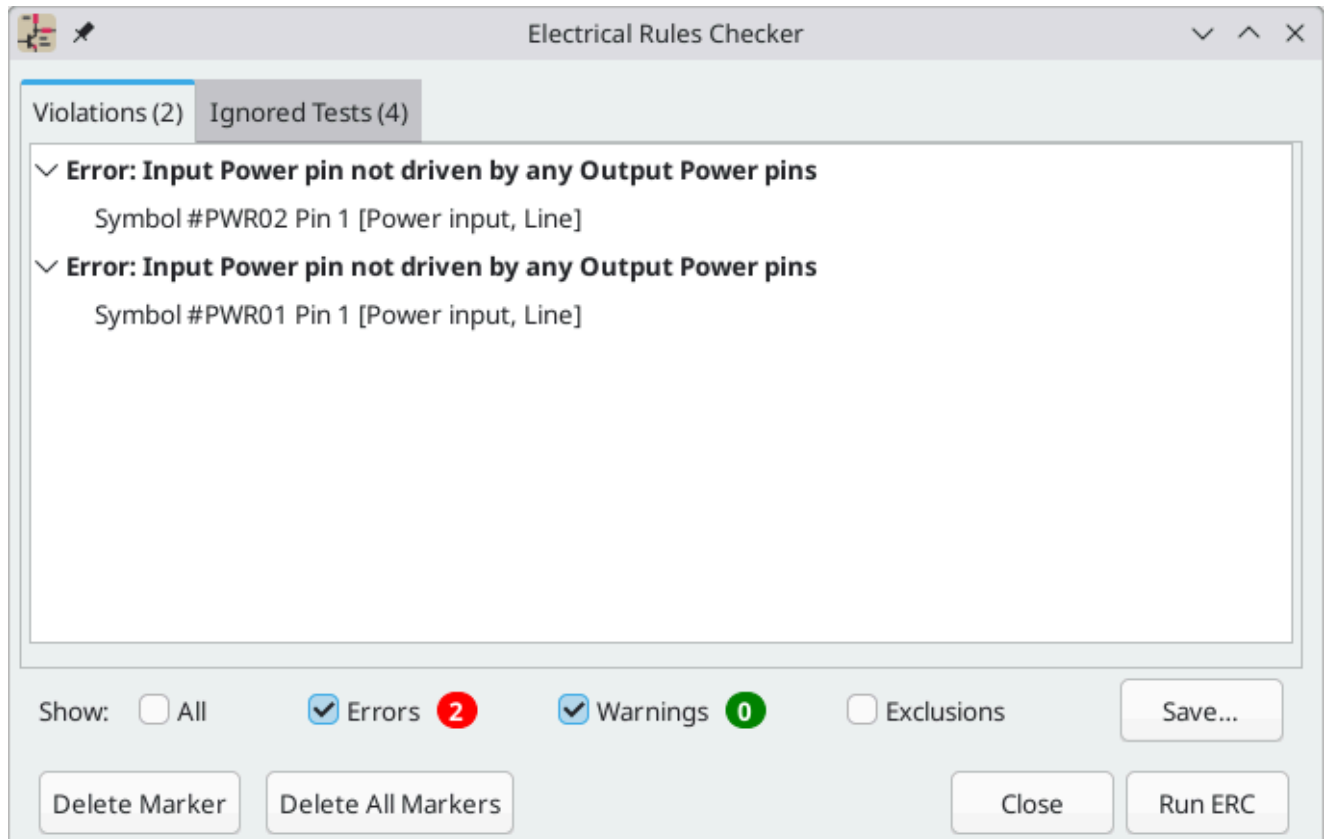 Electrical Rules Checker
Violations (2) Ignored Tests (4)
Error: Input Power pin not driven by any Output Power pins
Symbol #PWR02 Pin 1 [Power input, Line]
Error: Input Power pin not driven by any Output Power pins
Symbol #PWR01 Pin 1 [Power input, Line]
Show: All Errors 2 Warnings 0 Exclusions Save...
Delete Marker Delete All Markers Close Run ERC